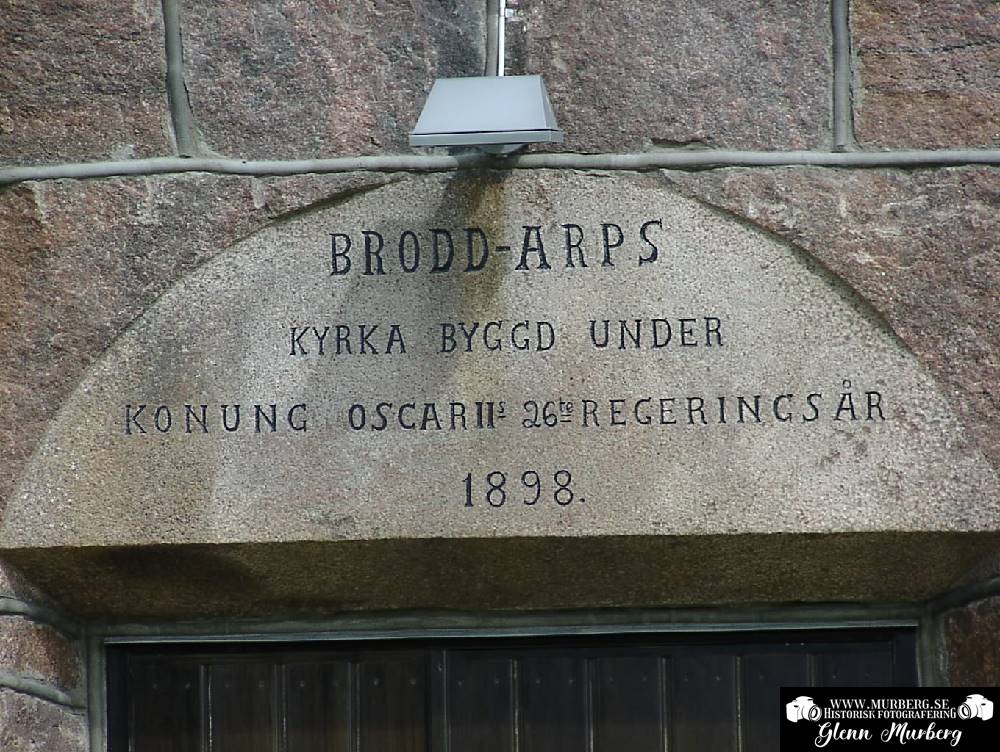 BRODD-ARPS
KYRKA BYGGD UNDER
KONUNG OSCAR IIs 26te REGERINGSÅR
1898.
WWW.MURBERG.SE
HISTORISK FOTOGRAFERING
Glenn Murberg